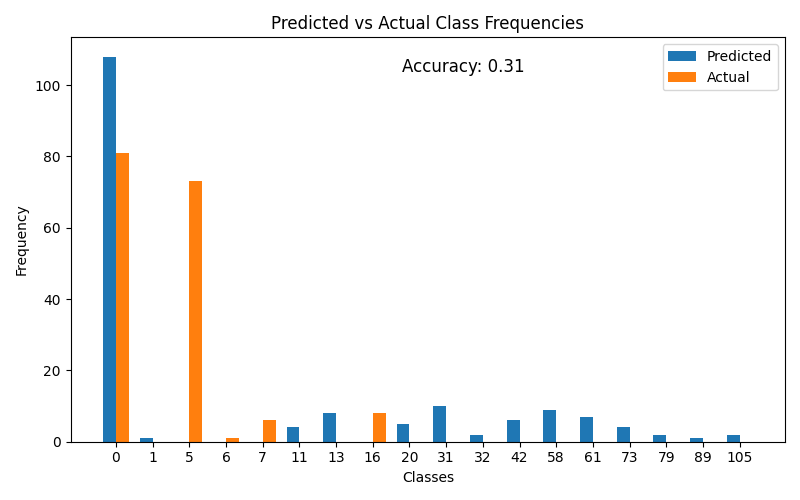 Predicted vs Actual Class Frequencies
Accuracy: 0.31
Predicted
Actual
Frequency
100
80
60
40
20
0
0 1 5 6 7 11 13 16 20 31 32 42 58 61 73 79 89 105
Classes